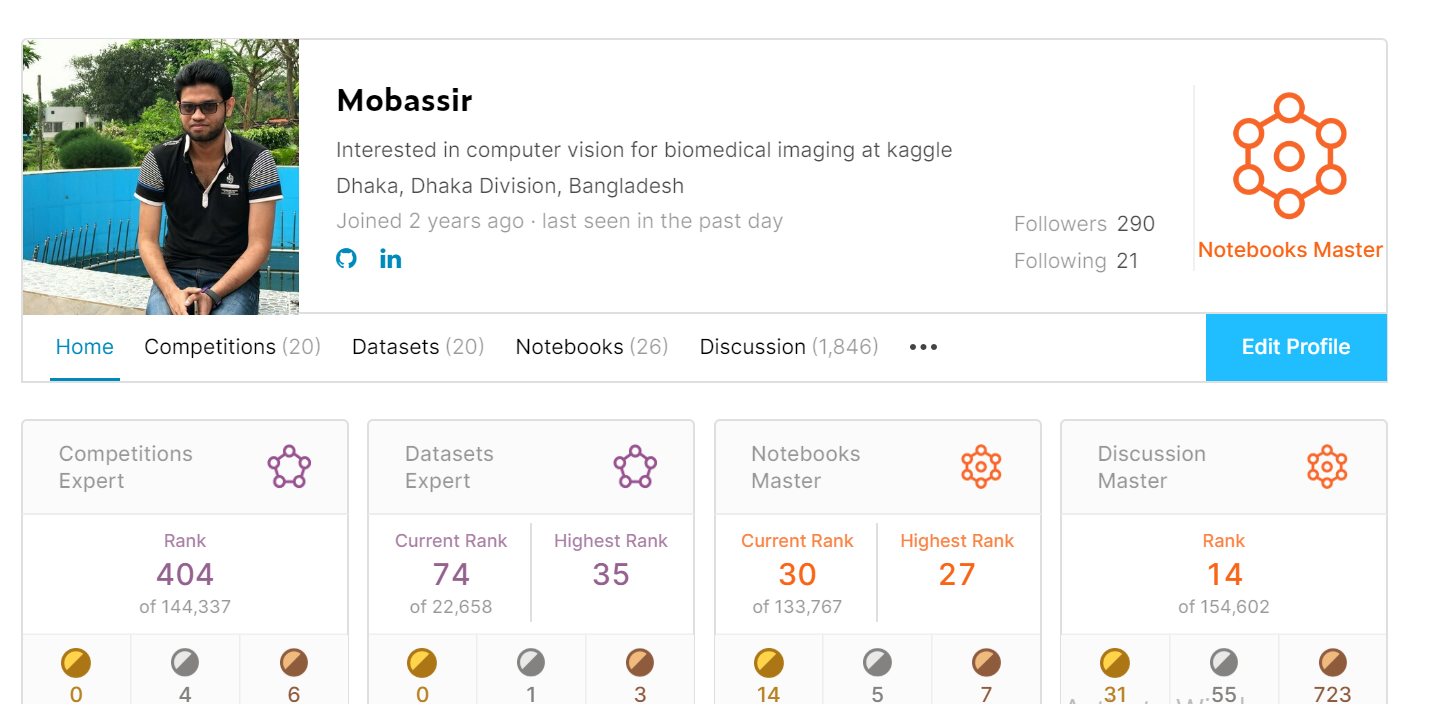 Mobassir
Interested in computer vision for biomedical imaging at kaggle
Dhaka, Dhaka Division, Bangladesh
Joined 2 years ago · last seen in the past day
in
Followers 290
Following 21
Notebooks Master
Home Competitions (20) Datasets (20) Notebooks (26) Discussion (1,846) •••
Edit Profile
Competitions
Expert
Rank
404
of 144,337
0 4 6
Datasets
Expert
Current Rank Highest Rank
74 35
of 22,658
0 1 3
Notebooks
Master
Current Rank Highest Rank
30 27
of 133,767
14 5 7
Discussion
Master
Rank
14
of 154,602
31 55 723